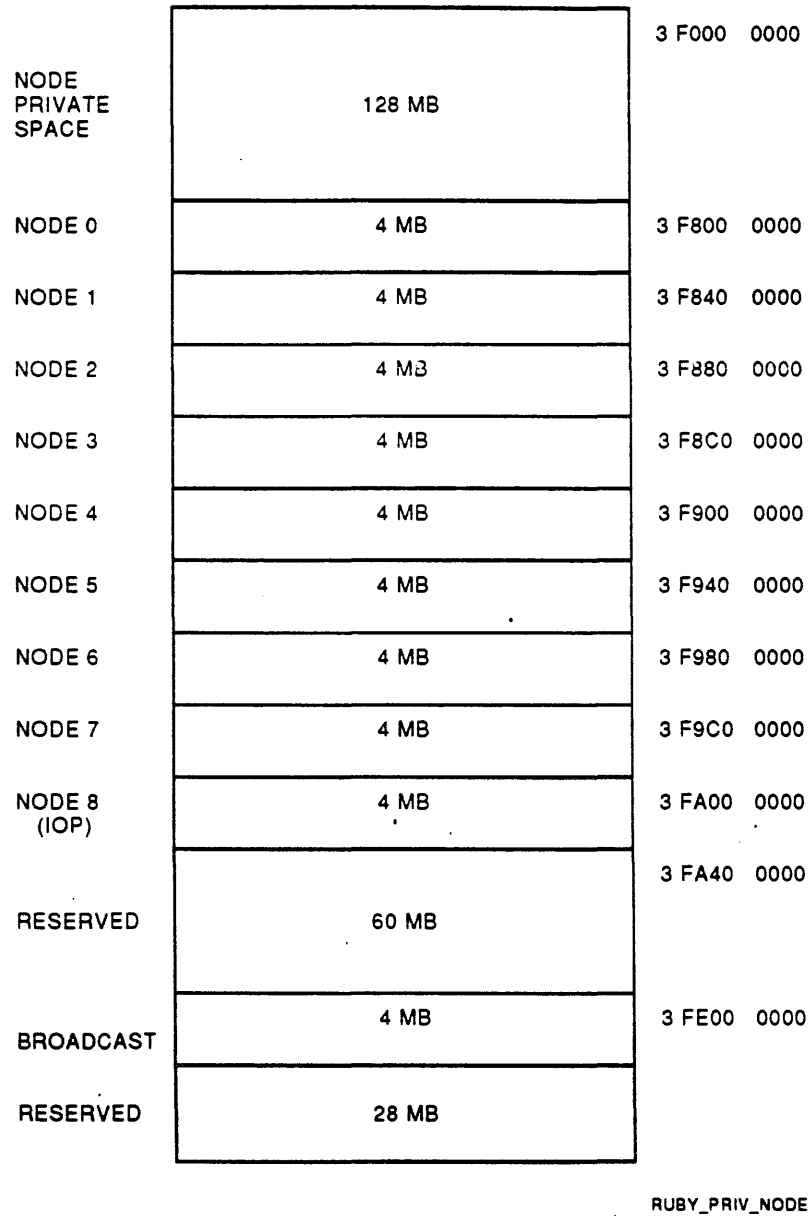 3 F000 0000
NODE
PRIVATE
SPACE
128 MB
NODE 0 4 MB 3 F800 0000
NODE 1 4 MB 3 F840 0000
NODE 2 4 MB 3 F880 0000
NODE 3 4 MB 3 F8C0 0000
NODE 4 4 MB 3 F900 0000
NODE 5 4 MB 3 F940 0000
NODE 6 4 MB 3 F980 0000
NODE 7 4 MB 3 F9C0 0000
NODE 8 4 MB 3 FA00 0000
(IOP)
3 FA40 0000
RESERVED 60 MB
4 MB 3 FE00 0000
BROADCAST
RESERVED 28 MB
RUBY_PRIV_NODE